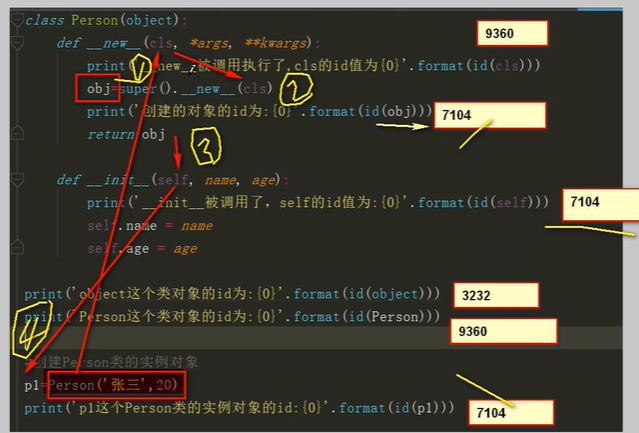 class Person(object):
def __new__(cls, *args, **kwargs):
9360
print('__new__被调用执行了,cls的id值为:{0}'.format(id(cls)))
1
obj=super().__new__(cls)
2
print('创建的对象的id为:{0}'.format(id(obj)))
7104
return obj
3
def __init__(self, name, age):
print('__init__被调用了, self的id值为:{0}'.format(id(self)))
7104
self.name = name
self.age = age
print('object这个类对象的id为:{0}'.format(id(object)))
3232
4
print('Person这个类对象的id为:{0}'.format(id(Person)))
9360
#创建Person类的实例对象
p1=Person('张三',20)
print('p1这个Person类的实例对象的id:{0}'.format(id(p1)))
7104